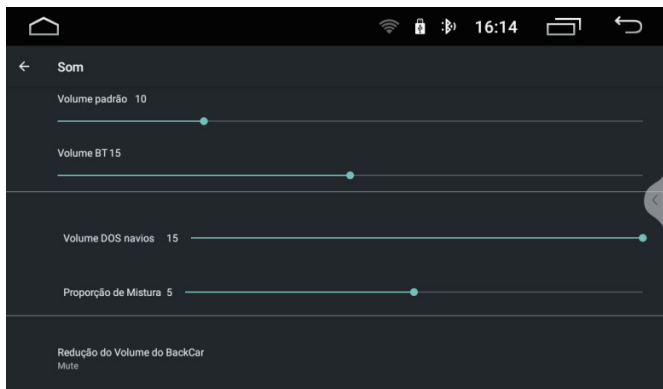 16:14
Som
Volume padrão 10
Volume BT 15
Volume DOS navios 15
Proporção de Mistura 5
Redução do Volume do BackCar
Mute